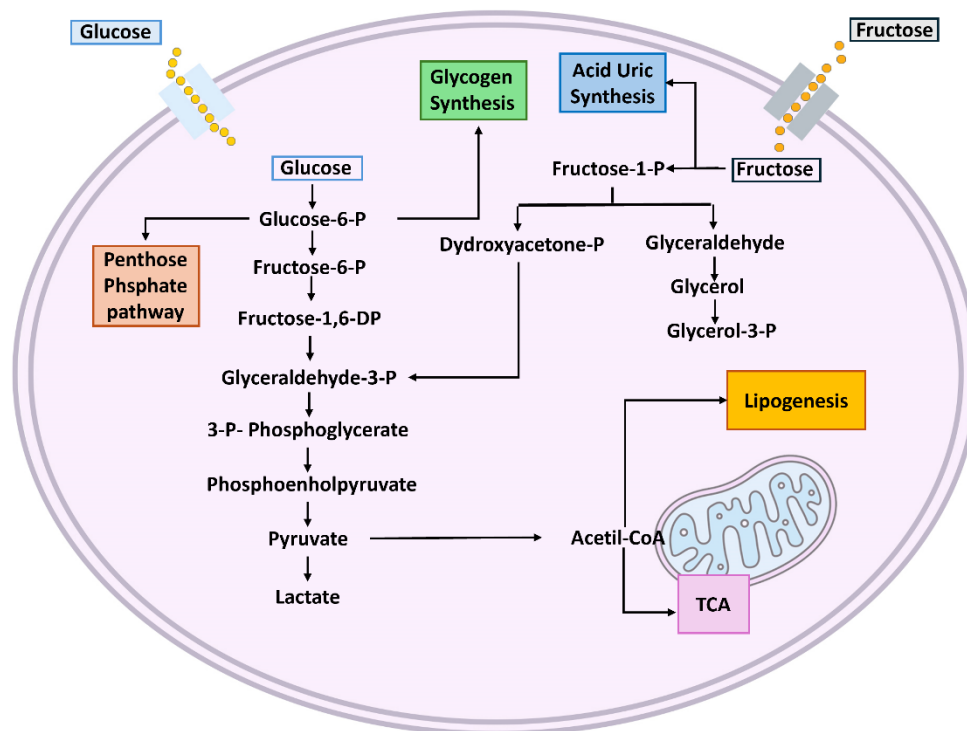 Glucose
Fructose
Glycogen
Synthesis
Acid Uric
Synthesis
Glucose
Fructose-1-P
Fructose
Glucose-6-P
Dydroxyacetone-P
Glyceraldehyde
Penthose
Phsphate
pathway
Fructose-6-P
Glycerol
Fructose-1,6-DP
Glycerol-3-P
Glyceraldehyde-3-P
Lipogenesis
3-P- Phosphoglycerate
Phosphoenholpyruvate
Pyruvate
Acetil-CoA
Lactate
TCA